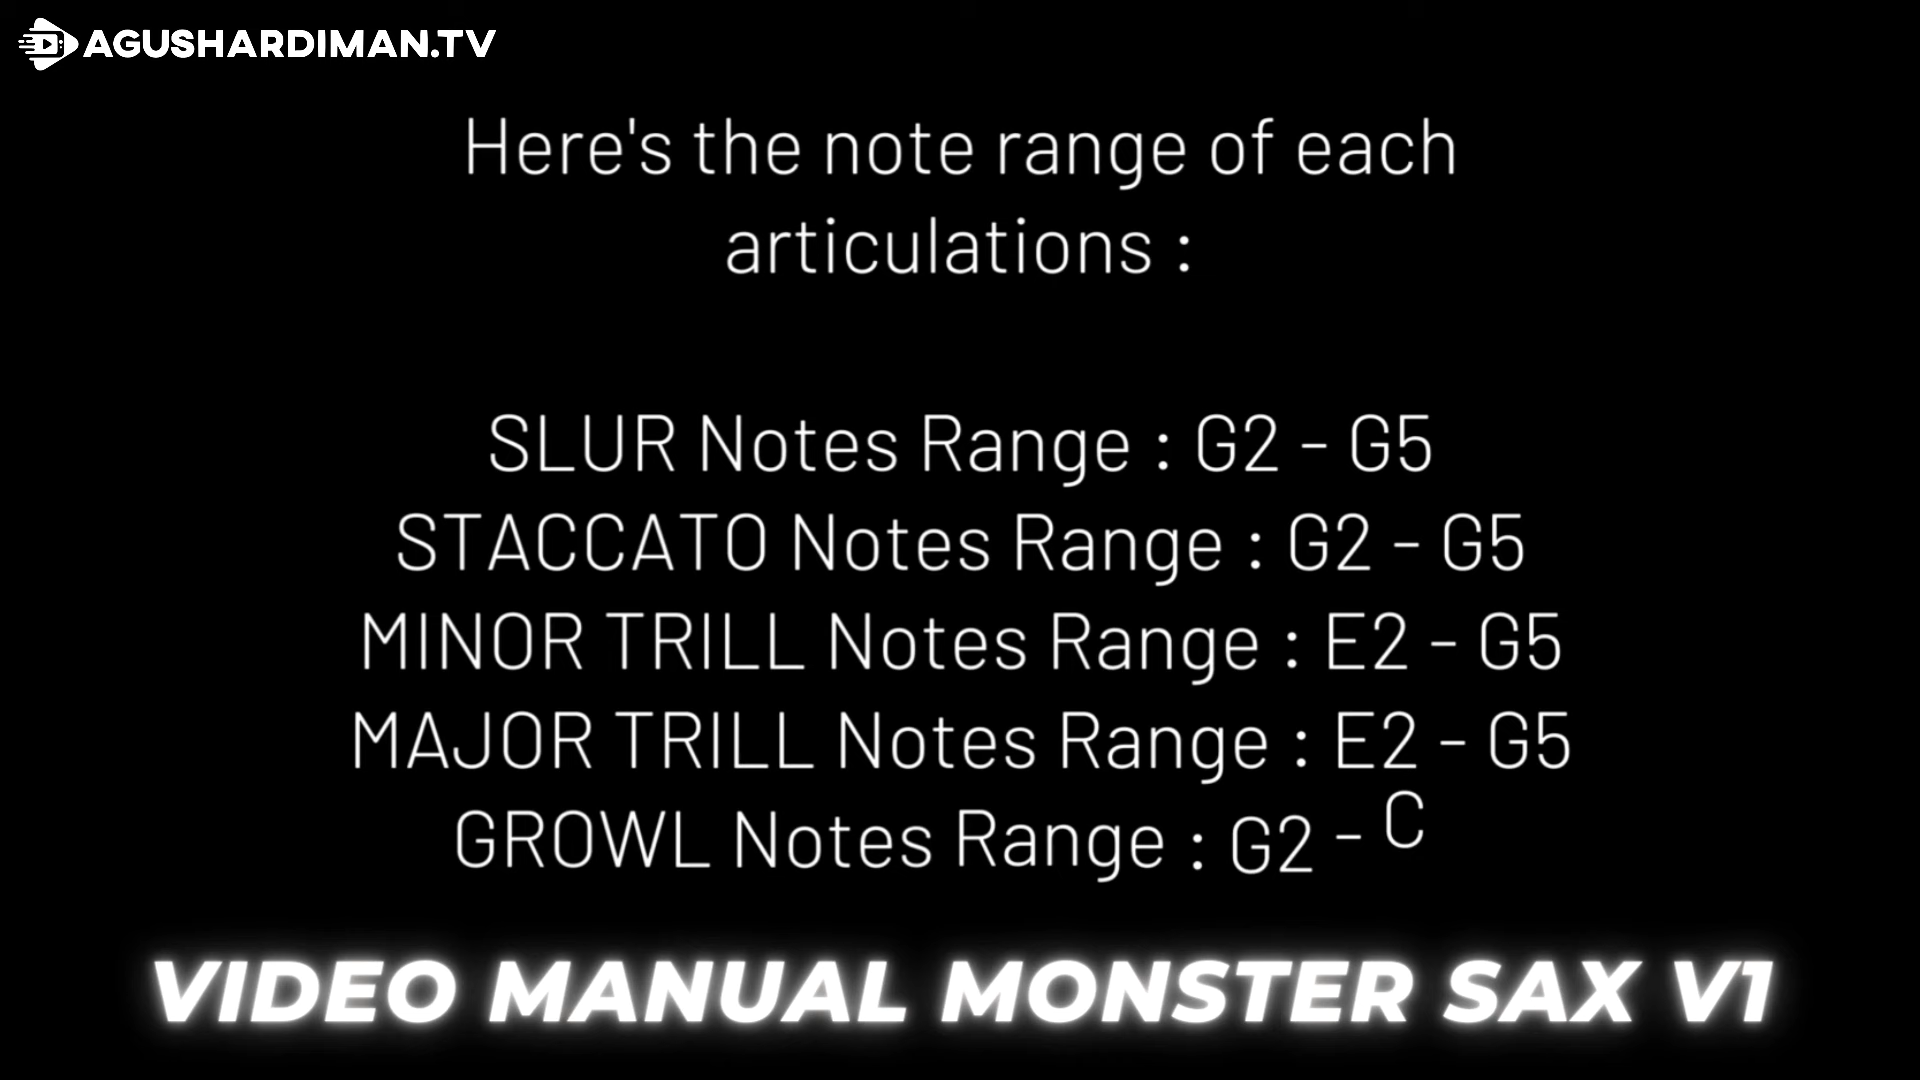 AGUSHARDIMAN.TV
Here's the note range of each
articulations :
SLUR Notes Range : G2 - G5
STACCATO Notes Range : G2 - G5
MINOR TRILL Notes Range : E2 - G5
MAJOR TRILL Notes Range : E2 - G5
GROWL Notes Range : G2 - C
VIDEO MANUAL MONSTER SAX V1